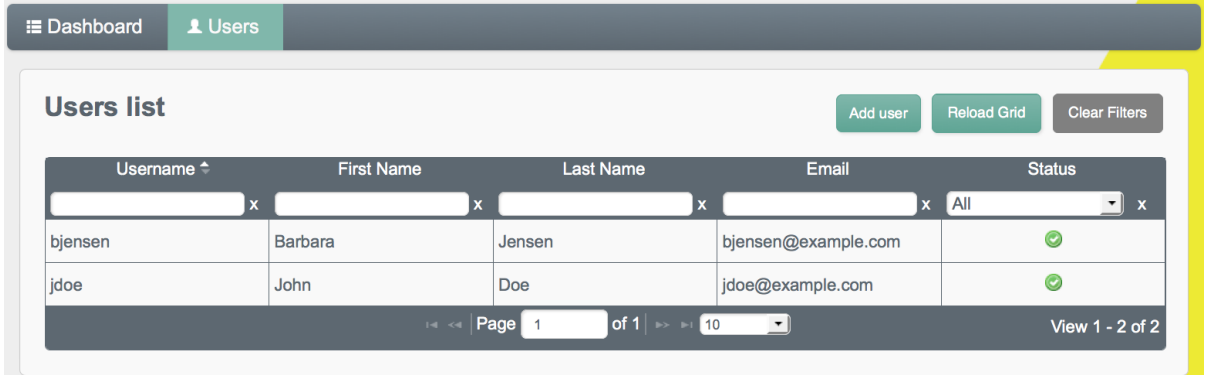 Dashboard Users
Users list
Add user Reload Grid Clear Filters
Username First Name Last Name Email Status
x x x x All x
bjensen Barbara Jensen bjensen@example.com
jdoe John Doe jdoe@example.com
Page 1 of 1 10 View 1 - 2 of 2